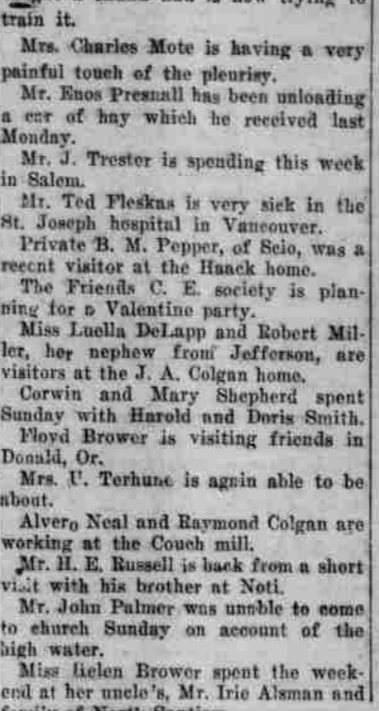 train it.
Mrs. Charles Mote is having a very
painful touch of the pleurisy.
Mr. Enos Presnall has been unloading
a car of hay which he received last
Monday.
Mr. J. Trester is spending this week
in Salem.
Mr. Ted Fleskas is very sick in the
St. Joseph hospital in Vancouver.
Private B. M. Pepper, of Scio, was a
recent visitor at the Haack home.
The Friends C. E. society is plan-
ning for a Valentine party.
Miss Luella DeLapp and Robert Mil-
ler, her nephew from Jefferson, are
visitors at the J. A. Colgan home.
Corwin and Mary Shepherd spent
Sunday with Harold and Doris Smith.
Floyd Brower is visiting friends in
Donald, Or.
Mrs. U. Terhune is again able to be
about.
Alvero Neal and Raymond Colgan are
working at the Couch mill.
Mr. H. E. Russell is back from a short
visit with his brother at Noti.
Mr. John Palmer was unable to come
to church Sunday on account of the
high water.
Miss Helen Brower spent the week-
end at her uncle's, Mr. Irie Alsman and